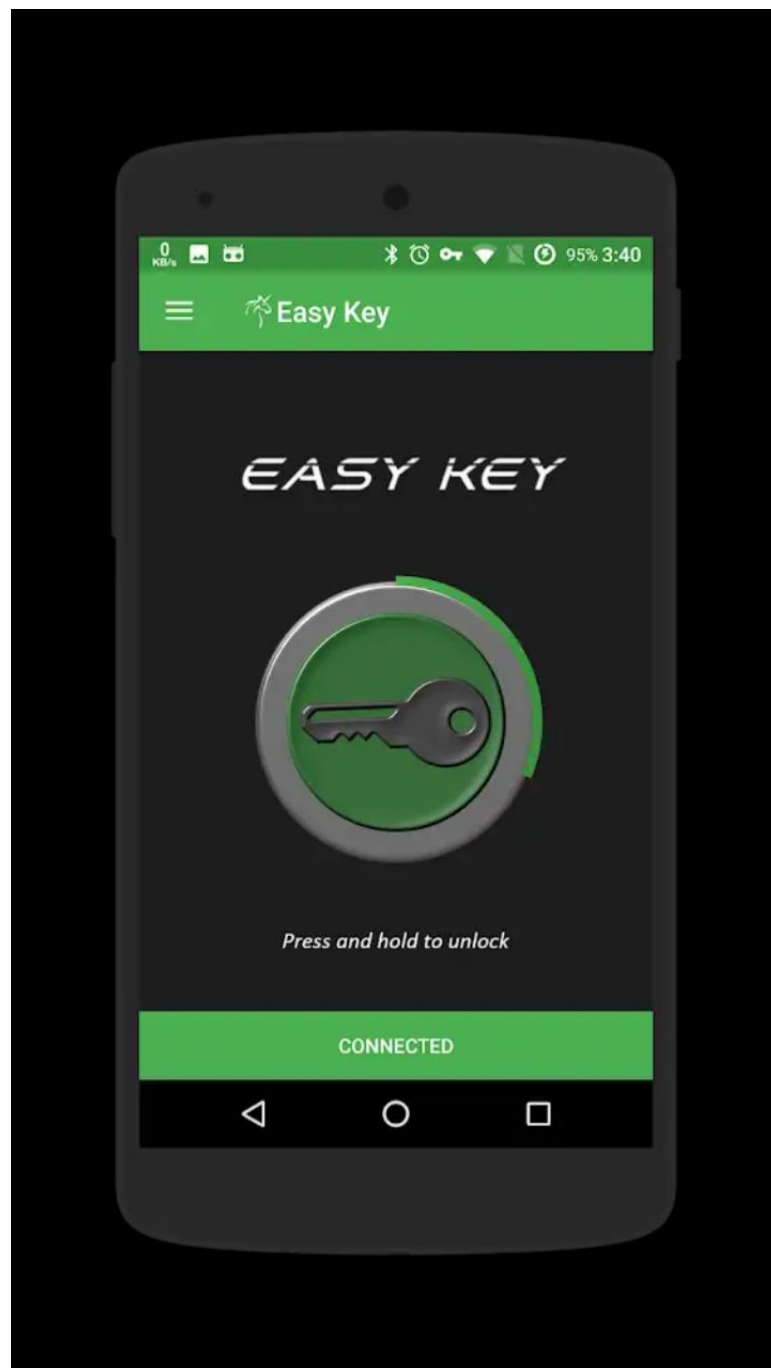 0
KB/s
95% 3:40
Easy Key
EASY KEY
Press and hold to unlock
CONNECTED